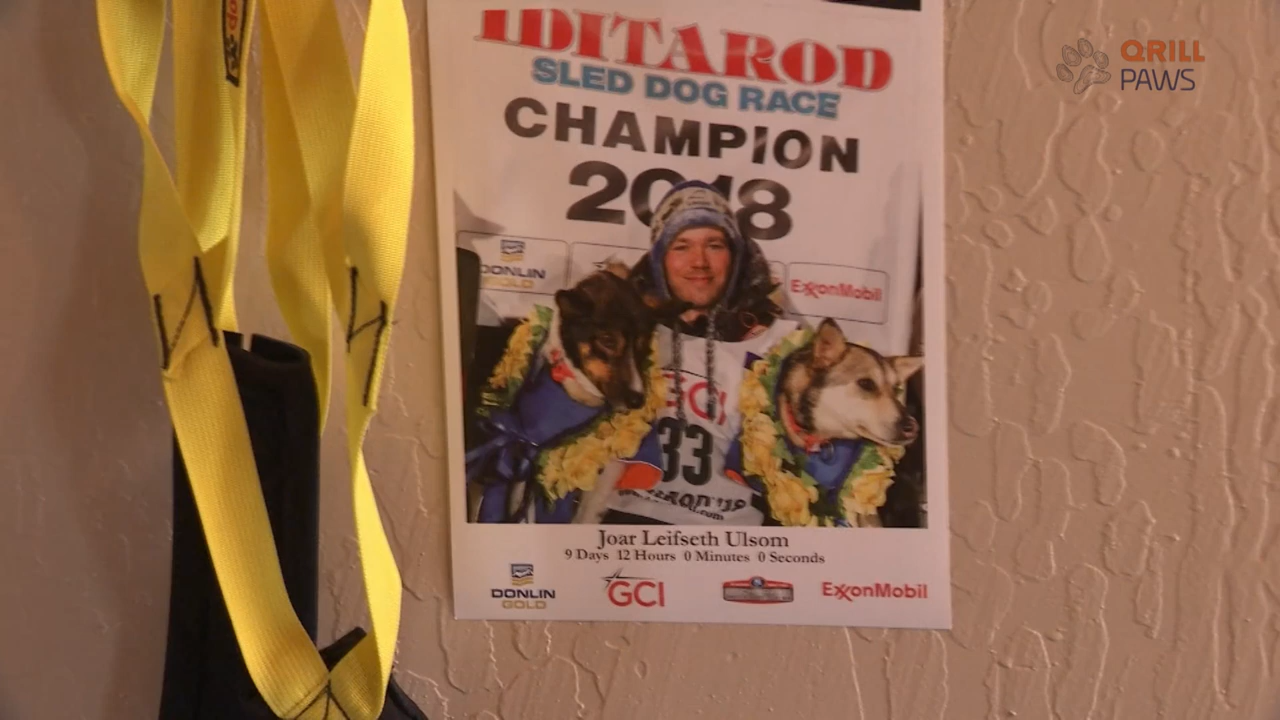 QRILL
PAWS
IDITAROD
SLED DOG RACE
CHAMPION
2018
DONLIN
GOLD
ExxonMobil
GCI
33
Joar Leifseth Ulsom
9 Days 12 Hours 0 Minutes 0 Seconds
DONLIN
GOLD
GCI
ExxonMobil